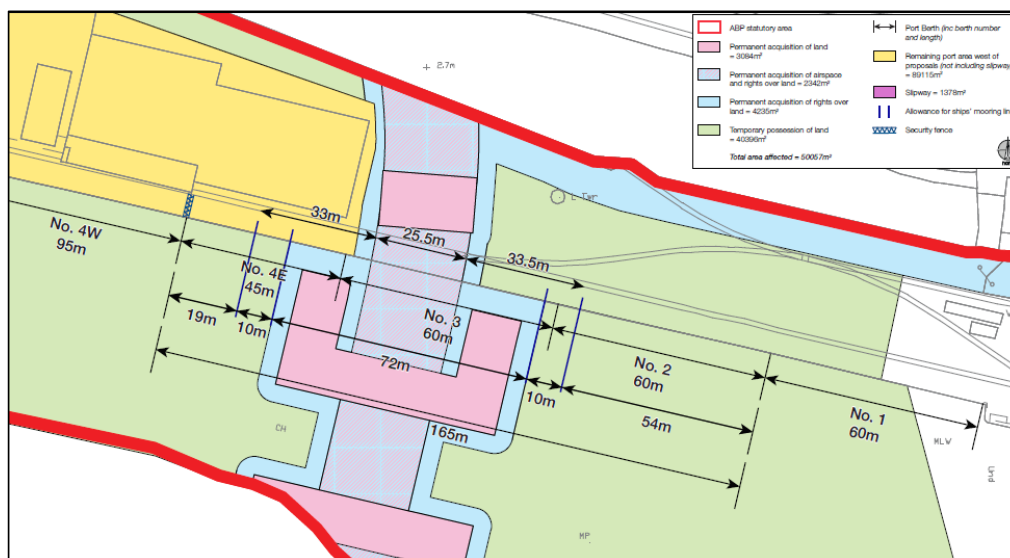 ABP statutory area
Permanent acquisition of land
= 3084m²
Permanent acquisition of airspace
and rights over land = 2342m²
Permanent acquisition of rights over
land = 4235m²
Temporary possession of land
= 40396m²
Total area affected = 50057m²
Port Berth (inc berth number
and length)
Remaining port area west of
proposals (not including slipway
= 89115m²
Slipway = 1378m²
Allowance for ships' mooring lin
Security fence
2.7m
L Twr
33m
25.5m
33.5m
No. 4W
95m
No. 4E
45m
No. 3
60m
No. 2
60m
No. 1
60m
19m
10m
72m
10m
54m
165m
CH
MLW
Und
MP